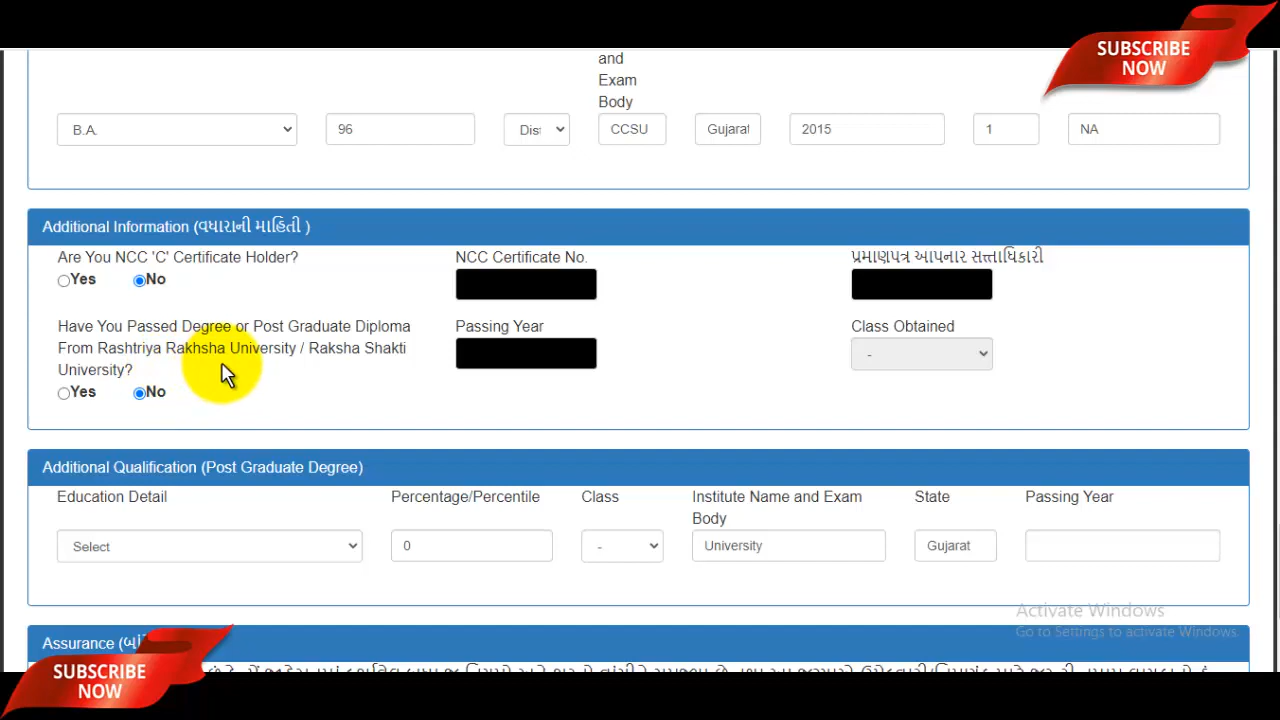 SUBSCRIBE
NOW
and
Exam
Body
B.A.
96
Dis
CCSU
Gujarat
2015
1
NA
Additional Information (વધારાની માહિતી )
Are You NCC 'C' Certificate Holder?
NCC Certificate No.
પ્રમાણપત્ર આપનાર સત્તાધિકારી
Yes No
Have You Passed Degree or Post Graduate Diploma
From Rashtriya Rakhsha University / Raksha Shakti
University?
Passing Year
Class Obtained
-
Yes No
Additional Qualification (Post Graduate Degree)
Education Detail
Percentage/Percentile
Class
Institute Name and Exam
Body
State
Passing Year
Select
0
-
University
Gujarat
Activate Windows
Go to Settings to activate Windows.
Assurance
SUBSCRIBE
NOW